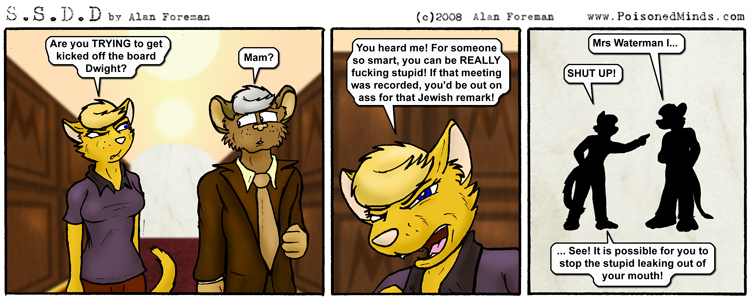 S.S.D.D by Alan Foreman (c)2008 Alan Foreman www.PoisonedMinds.com
Are you TRYING to get
kicked off the board
Dwight?
Mam?
You heard me! For someone
so smart, you can be REALLY
fucking stupid! If that meeting
was recorded, you'd be out on
ass for that Jewish remark!
Mrs Waterman I...
SHUT UP!
... See! It is possible for you to
stop the stupid leaking out of
your mouth!